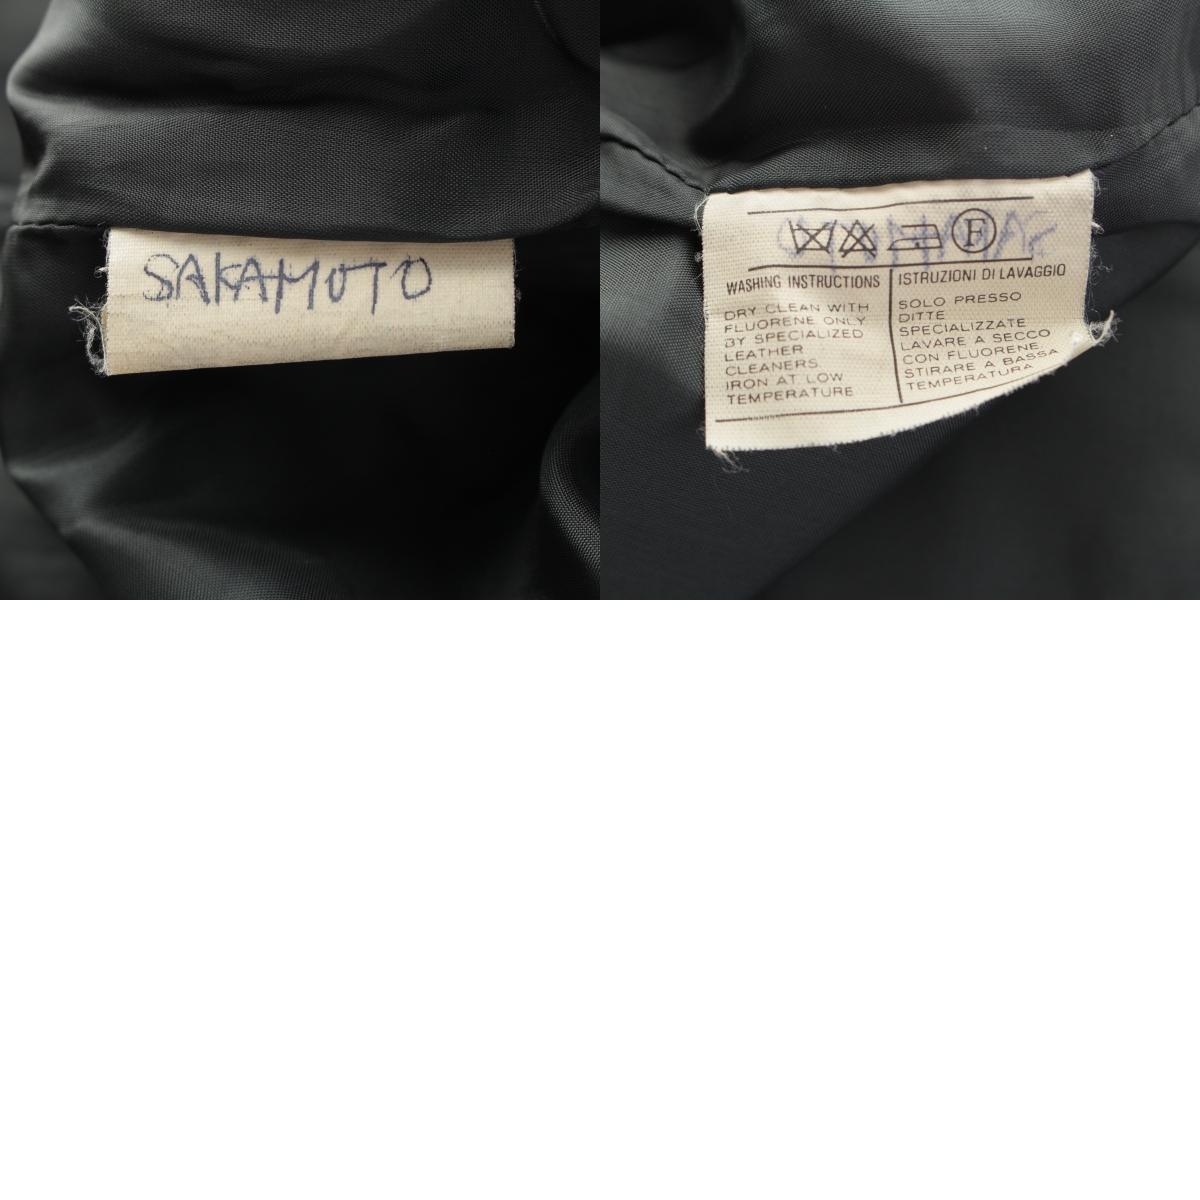 SAKAMOTO
F
WASHING INSTRUCTIONS
DRY CLEAN WITH
FLUORENE ONLY
BY SPECIALIZED
LEATHER
CLEANERS.
IRON AT LOW
TEMPERATURE
ISTRUZIONI DI LAVAGGIO
SOLO PRESSO
DITTE
SPECIALIZZATE
LAVARE A SECCO
CON FLUORENE.
STIRARE A BASSA
TEMPERATURA